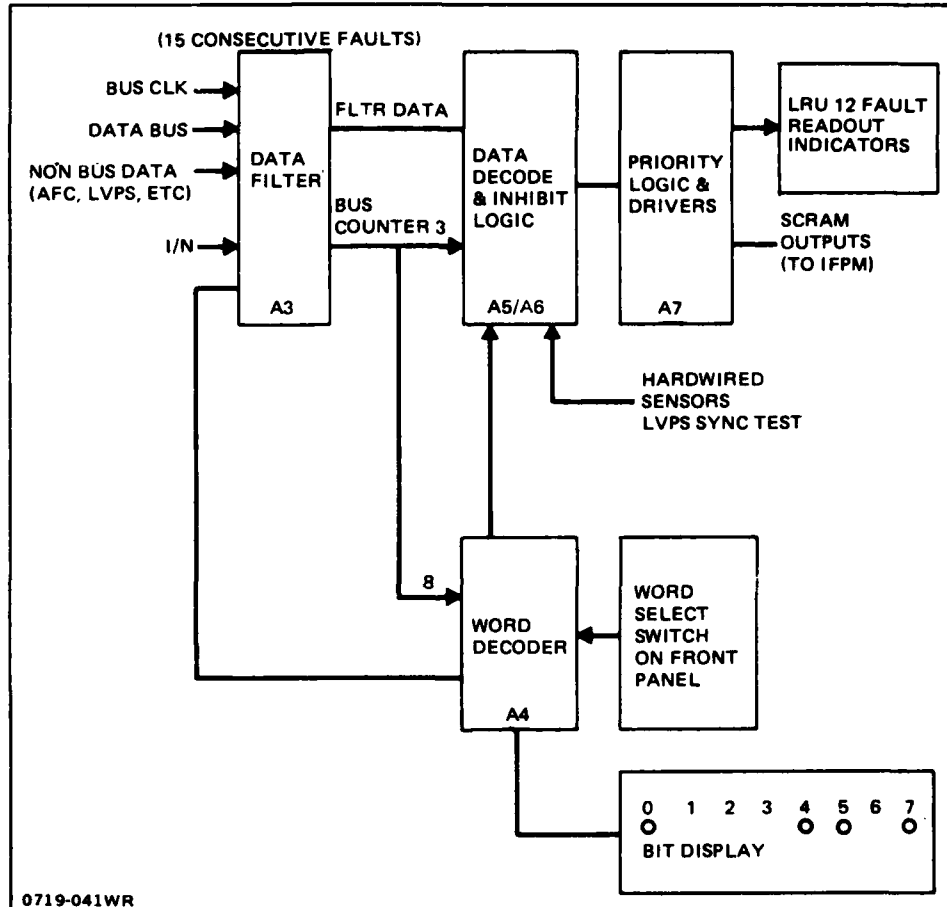 (15 CONSECUTIVE FAULTS)
BUS CLK
DATA BUS
NON BUS DATA
(AFC, LVPS, ETC)
I/N
DATA
FILTER
A3
FLTR DATA
BUS
COUNTER 3
DATA
DECODE
& INHIBIT
LOGIC
A5/A6
PRIORITY
LOGIC &
DRIVERS
A7
LRU 12 FAULT
READOUT
INDICATORS
SCRAM
OUTPUTS
(TO IFPM)
HARDWIRED
SENSORS
LVPS SYNC TEST
8
WORD
DECODER
A4
WORD
SELECT
SWITCH
ON FRONT
PANEL
0 1 2 3 4 5 6 7
BIT DISPLAY
0719-041WR